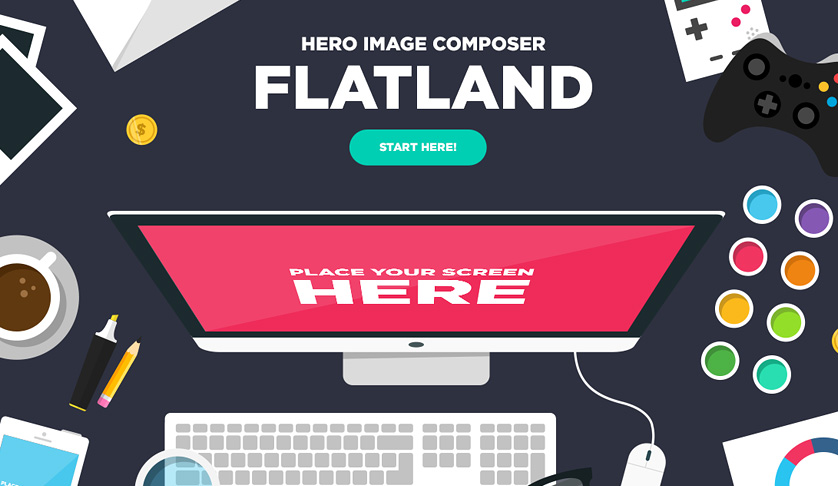 HERO IMAGE COMPOSER
FLATLAND
START HERE!
$
PLACE YOUR SCREEN
HERE